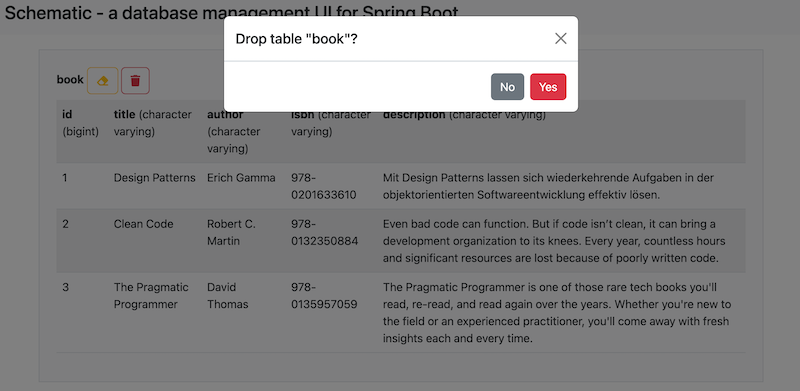 Schematic - a database management UI for Spring Boot
Drop table "book"?
No Yes
book
id title (character author isbn (character description (character varying)
(bigint) varying) (character varying)
varying)
1 Design Patterns Erich Gamma 978- Mit Design Patterns lassen sich wiederkehrende Aufgaben in der
0201633610 objektorientierten Softwareentwicklung effektiv lösen.
2 Clean Code Robert C. 978- Even bad code can function. But if code isn’t clean, it can bring a
Martin 0132350884 development organization to its knees. Every year, countless hours
and significant resources are lost because of poorly written code.
3 The Pragmatic David 978- The Pragmatic Programmer is one of those rare tech books you'll
Programmer Thomas 0135957059 read, re-read, and read again over the years. Whether you're new to
the field or an experienced practitioner, you'll come away with fresh
insights each and every time.